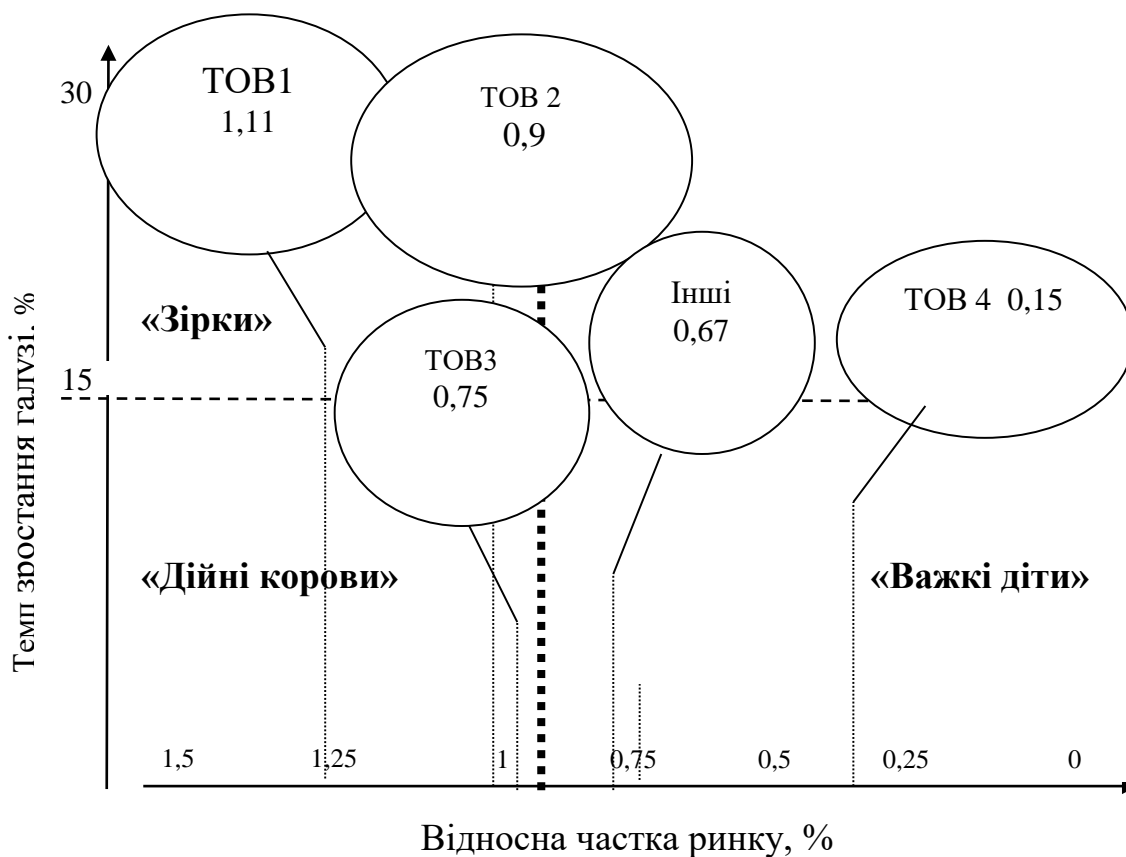 30
ТОВ1
1,11
ТОВ 2
0,9
Інші
0,67
ТОВ 4 0,15
«Зірки»
ТОВ3
0,75
15
Темп зростання галузі. %
«Дійні корови»
«Важкі діти»
1,5 1,25 1 0,75 0,5 0,25 0
Відносна частка ринку, %